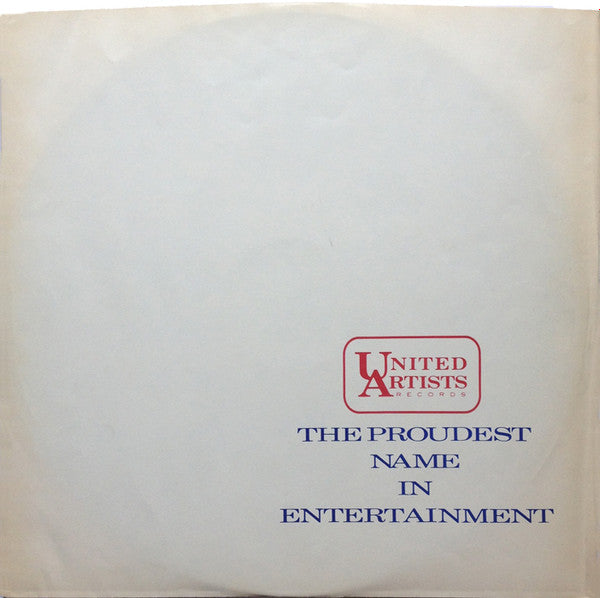 UNITED
ARTISTS
RECORDS
THE PROUDEST
NAME
IN
ENTERTAINMENT